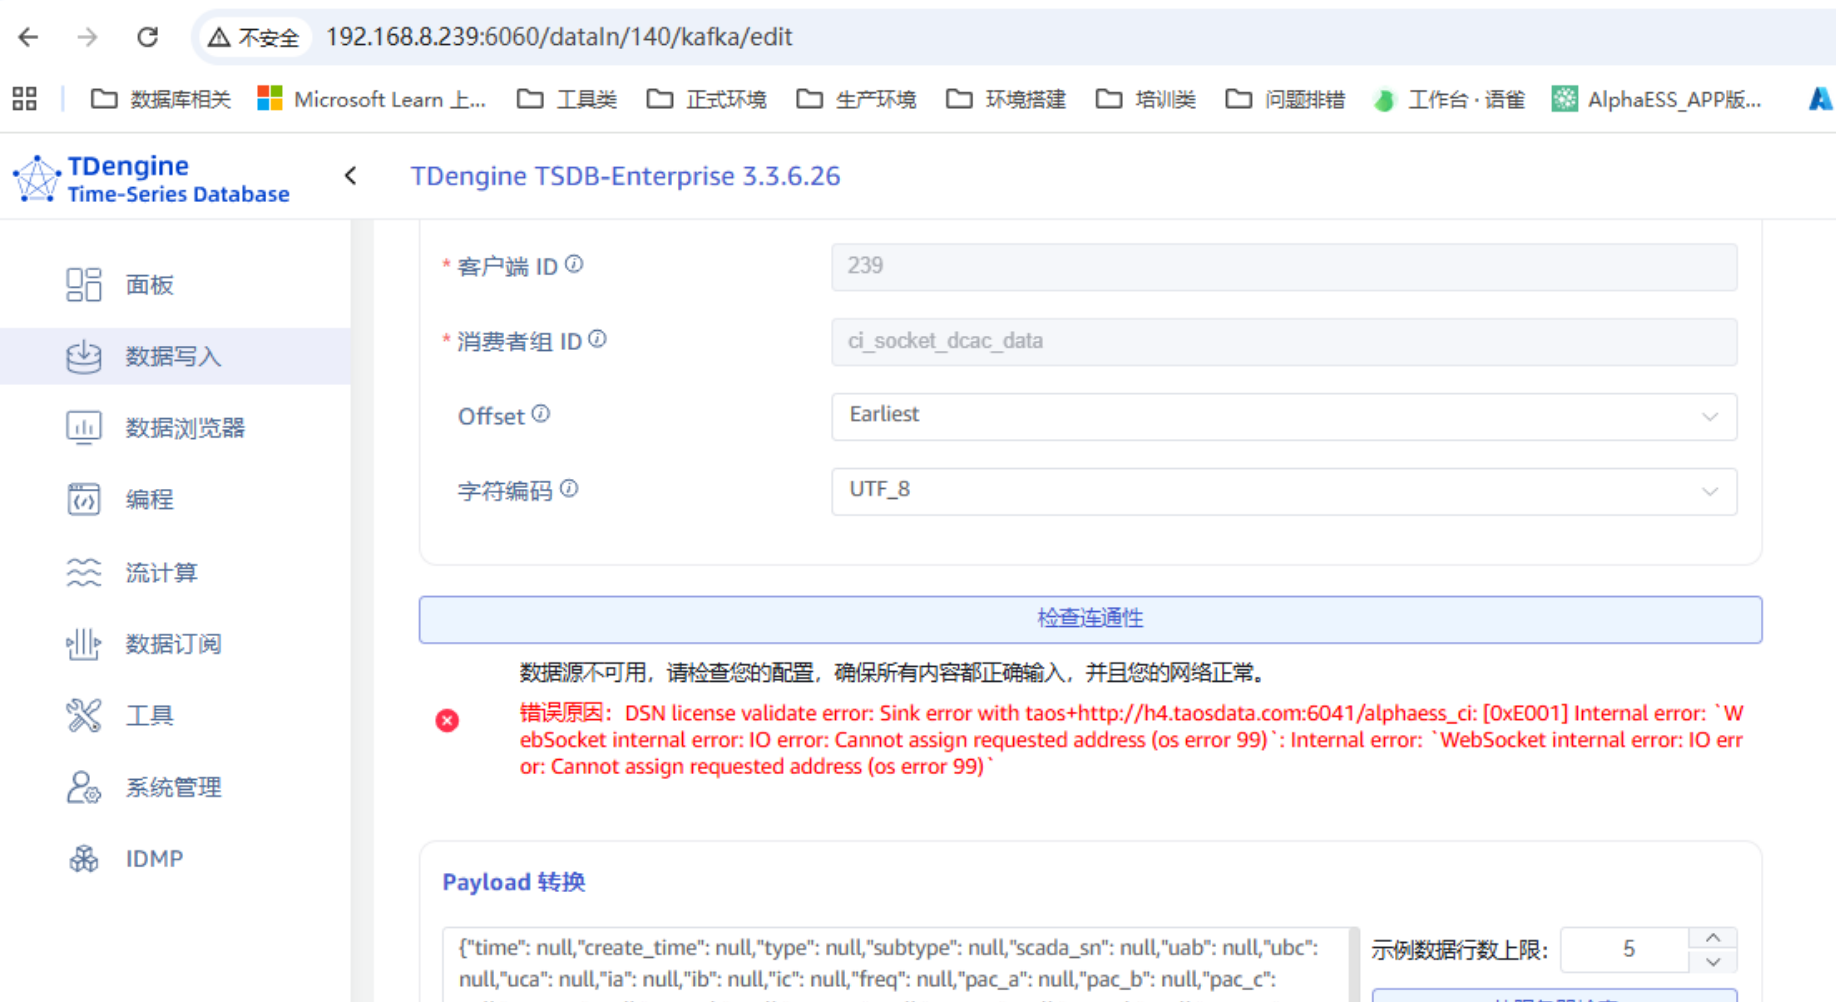 不安全 192.168.8.239:6060/dataIn/140/kafka/edit
数据库相关 Microsoft Learn 上... 工具类 正式环境 生产环境 环境搭建 培训类 问题排错 工作台 · 语雀 AlphaESS_APP版...
TDengine
Time-Series Database
TDengine TSDB-Enterprise 3.3.6.26
面板
数据写入
数据浏览器
编程
流计算
数据订阅
工具
系统管理
IDMP
* 客户端 ID 239
* 消费者组 ID ci_socket_dcac_data
Offset Earliest
字符编码 UTF_8
检查连通性
数据源不可用，请检查您的配置，确保所有内容都正确输入，并且您的网络正常。
错误原因：DSN license validate error: Sink error with taos+http://h4.taosdata.com:6041/alphaess_ci: [0xE001] Internal error: `W
ebSocket internal error: IO error: Cannot assign requested address (os error 99)`: Internal error: `WebSocket internal error: IO err
or: Cannot assign requested address (os error 99)`
Payload 转换
{"time": null,"create_time": null,"type": null,"subtype": null,"scada_sn": null,"uab": null,"ubc":
null,"uca": null,"ia": null,"ib": null,"ic": null,"freq": null,"pac_a": null,"pac_b": null,"pac_c":
示例数据行数上限: 5